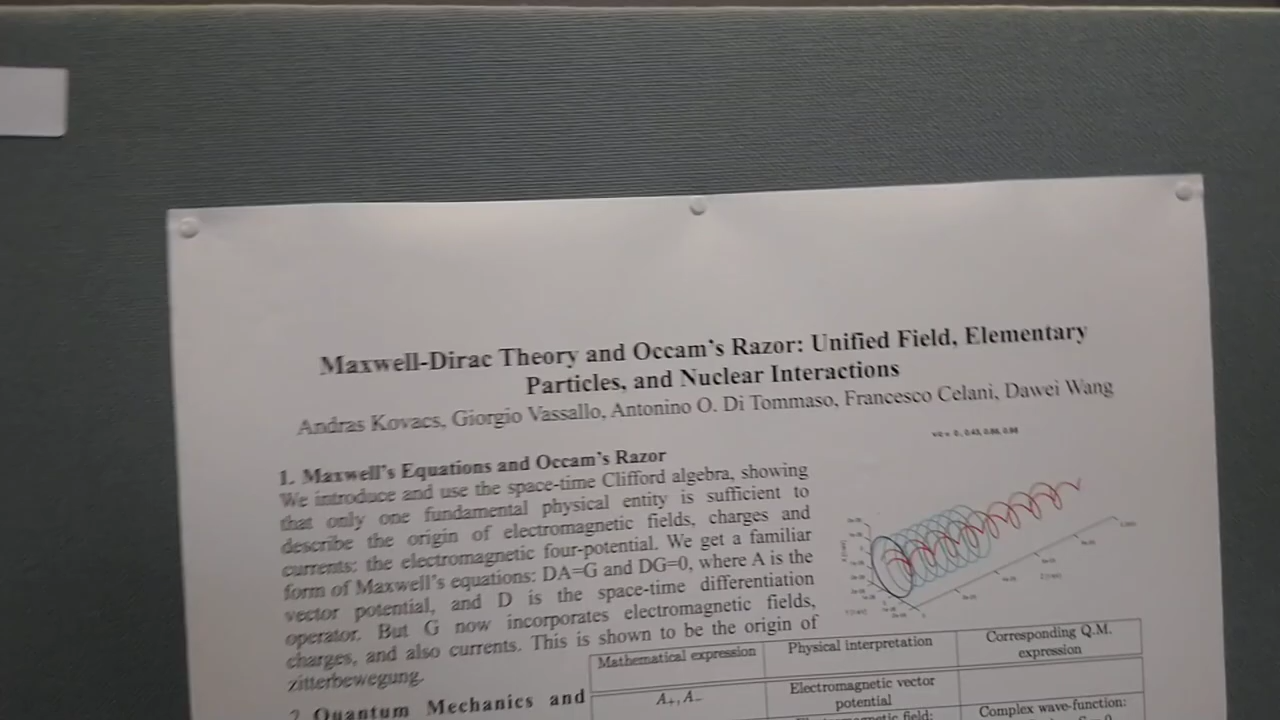 Maxwell-Dirac Theory and Occam's Razor: Unified Field, Elementary
Particles, and Nuclear Interactions
Andras Kovacs, Giorgio Vassallo, Antonino O. Di Tommaso, Francesco Celani, Dawei Wang
1. Maxwell's Equations and Occam's Razor
We introduce and use the space-time Clifford algebra, showing
that only one fundamental physical entity is sufficient to
describe the origin of electromagnetic fields, charges and
currents: the electromagnetic four-potential. We get a familiar
form of Maxwell's equations: DA=G and DG=0, where A is the
vector potential, and D is the space-time differentiation
operator. But G now incorporates electromagnetic fields,
charges, and also currents. This is shown to be the origin of
zitterbewegung.
2. Quantum Mechanics and
Mathematical expression Physical interpretation Corresponding Q.M.
expression
A₊, A₋ Electromagnetic vector
potential
field: Complex wave-function: